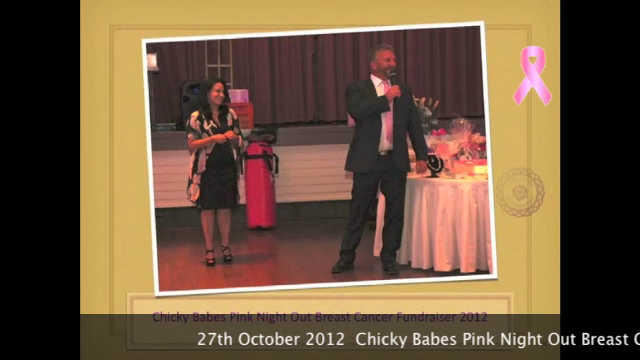 Chicky Babes Pink Night Out Breast Cancer Fundraiser 2012
27th October 2012 Chicky Babes Pink Night Out Breast